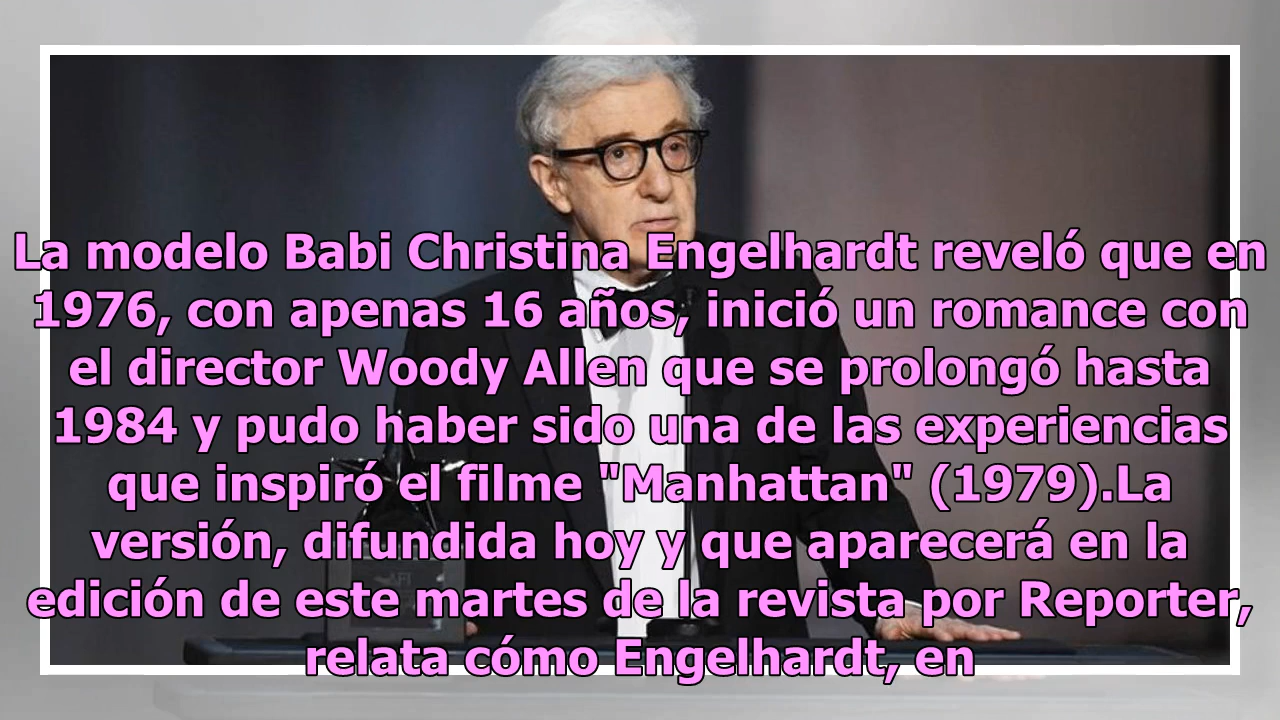 La modelo Babi Christina Engelhardt reveló que en
1976, con apenas 16 años, inició un romance con
el director Woody Allen que se prolongó hasta
1984 y pudo haber sido una de las experiencias
que inspiró el filme "Manhattan" (1979).La
versión, difundida hoy y que aparecerá en la
edición de este martes de la revista por Reporter,
relata cómo Engelhardt, en